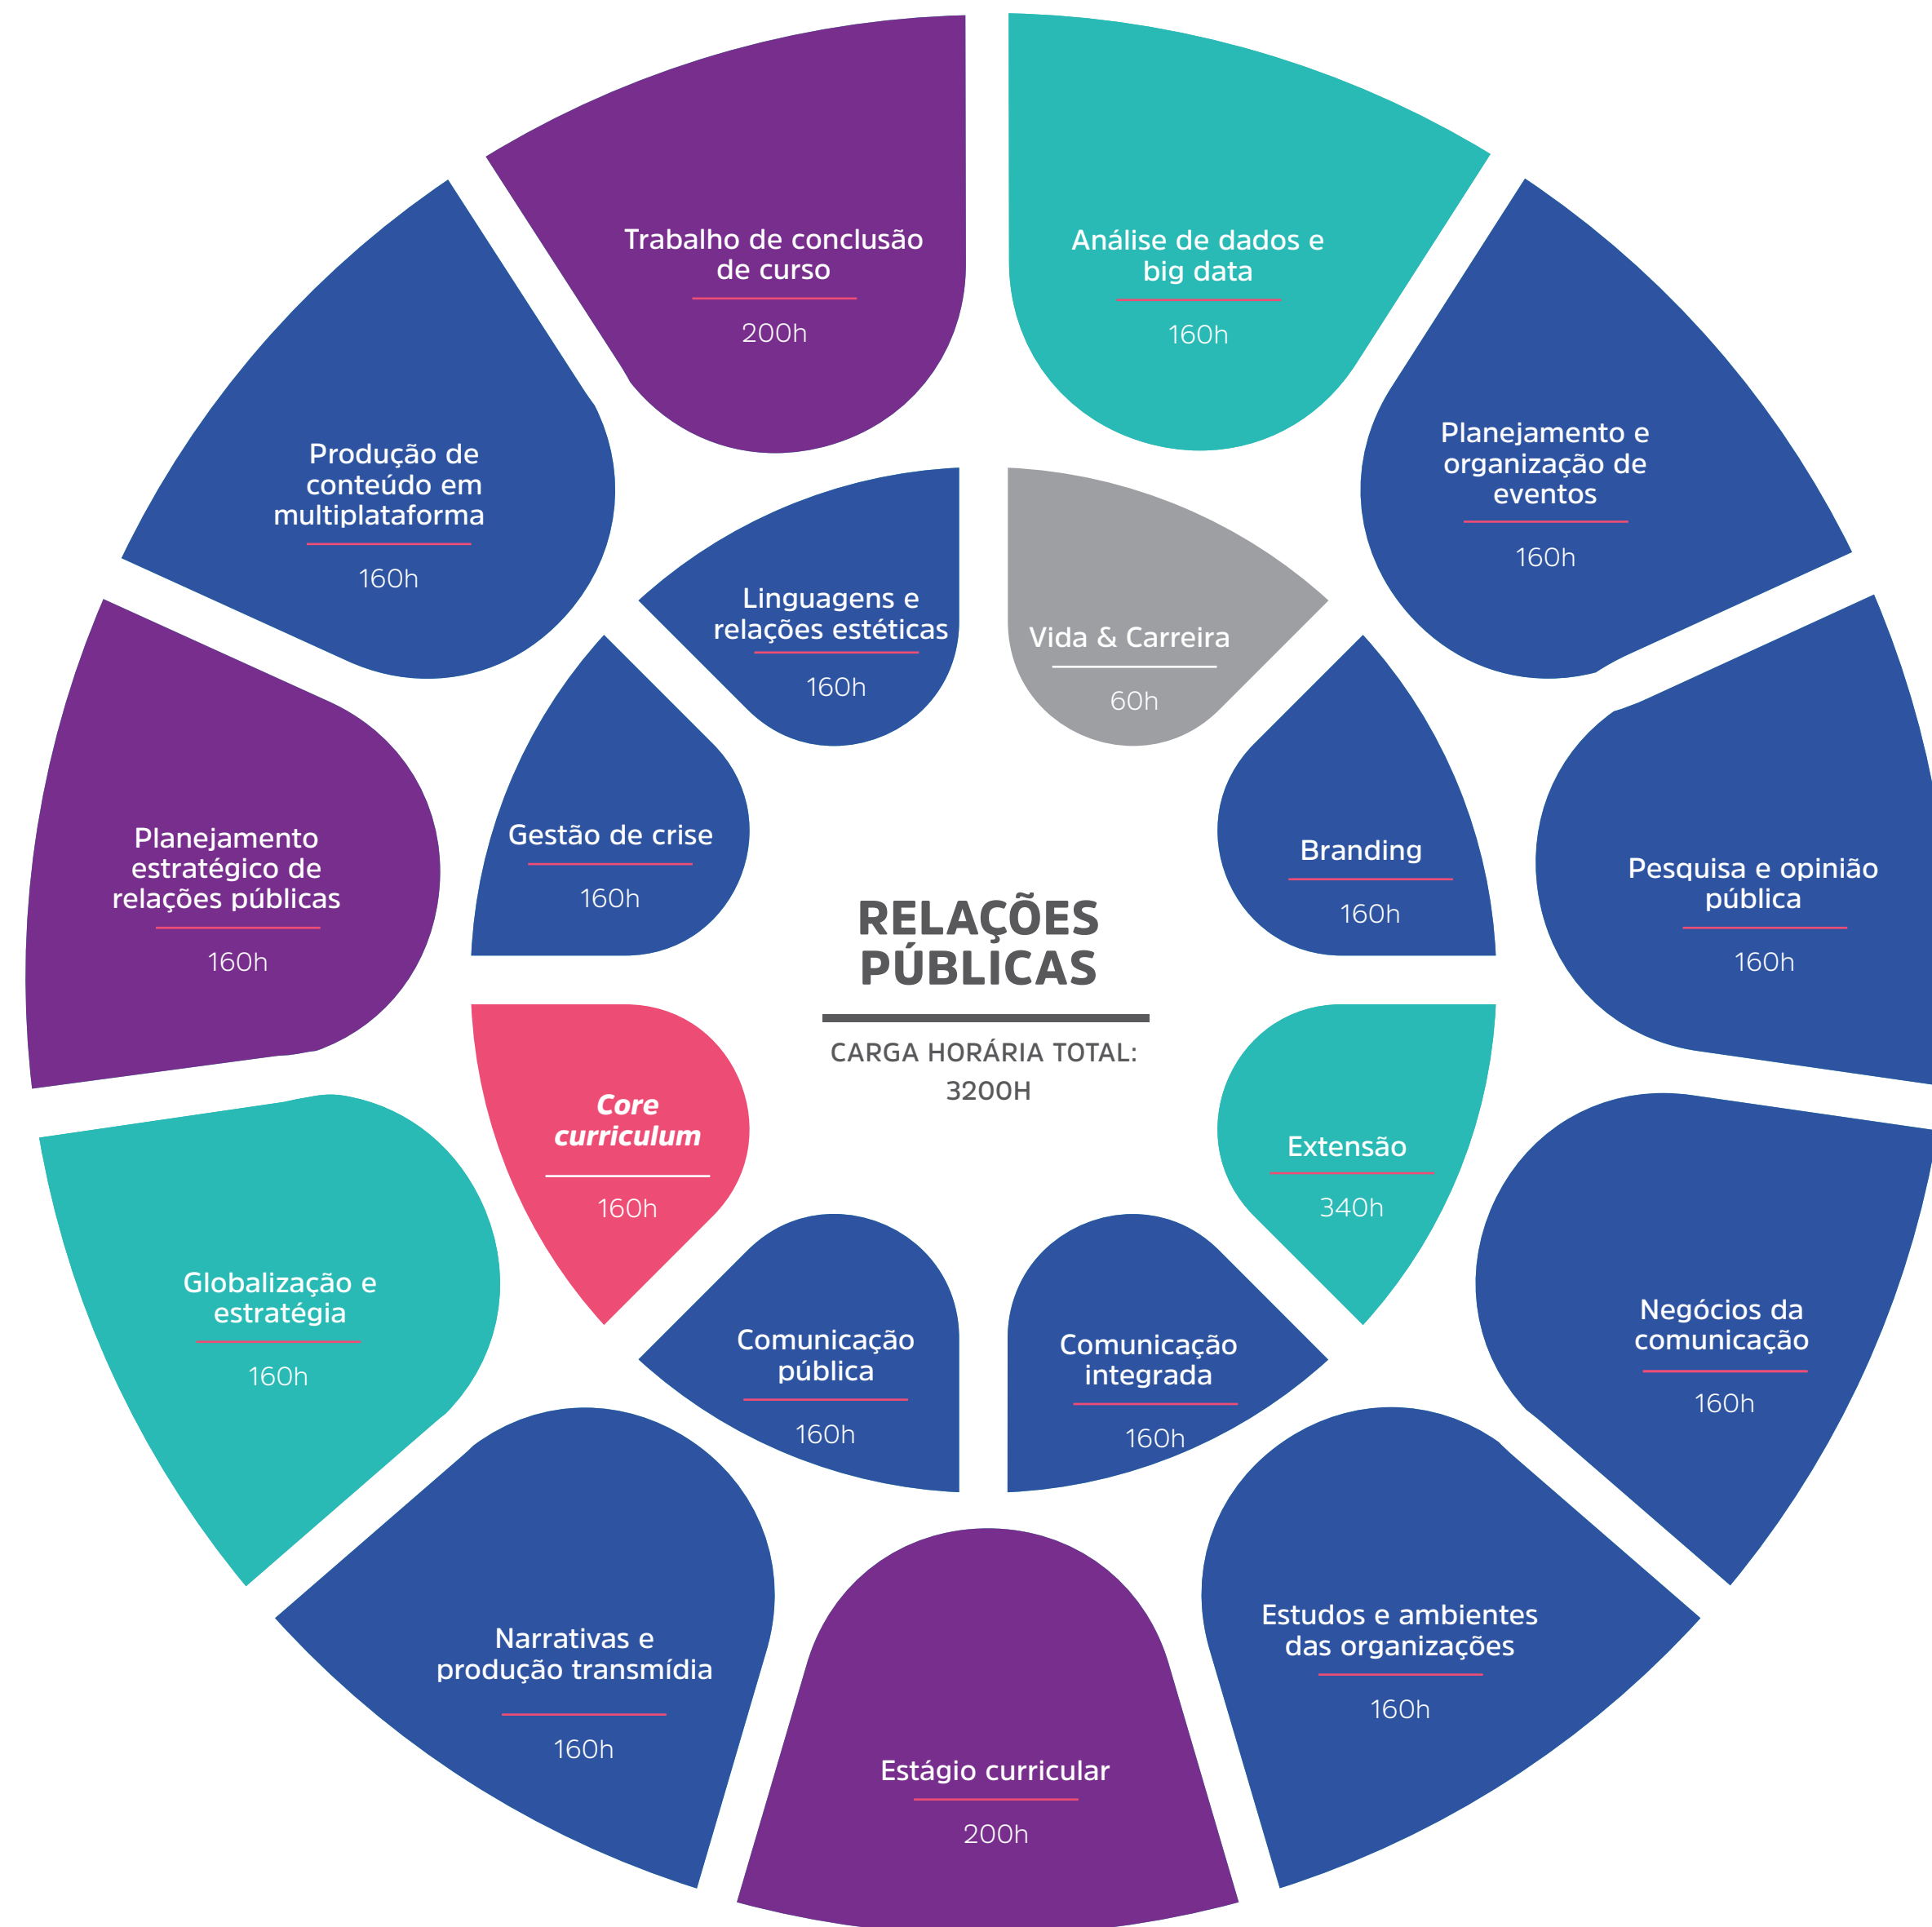 Trabalho de conclusão
de curso
200h
Análise de dados e
big data
160h
Planejamento e
organização de
eventos
160h
Pesquisa e opinião
pública
160h
Negócios da
comunicação
160h
Estudos e ambientes
das organizações
160h
Estágio curricular
200h
Narrativas e
produção transmídia
160h
Globalização e
estratégia
160h
Planejamento
estratégico de
relações públicas
160h
Produção de
conteúdo em
multiplataforma
160h
Linguagens e
relações estéticas
160h
Vida & Carreira
60h
Branding
160h
Extensão
340h
Comunicação
integrada
160h
Comunicação
pública
160h
Core
curriculum
160h
Gestão de crise
160h
RELAÇÕES
PÚBLICAS
CARGA HORÁRIA TOTAL:
3200H